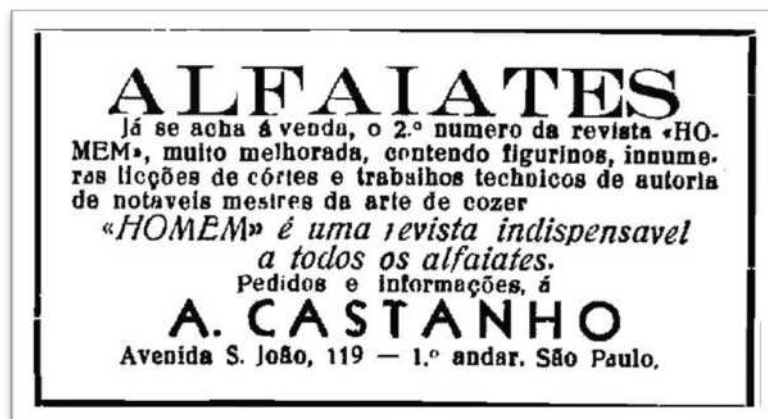 ALFAIATES
Já se acha á venda, o 2.º numero da revista «HO-
MEM», muito melhorada, contendo figurinos, innume-
ras licções de córtes e trabalhos technicos de autoria
de notaveis mestres da arte de cozer
«HOMEM» é uma revista indispensavel
a todos os alfaiates.
Pedidos e informações, á
A. CASTANHO
Avenida S. João, 119 — 1.º andar. São Paulo.